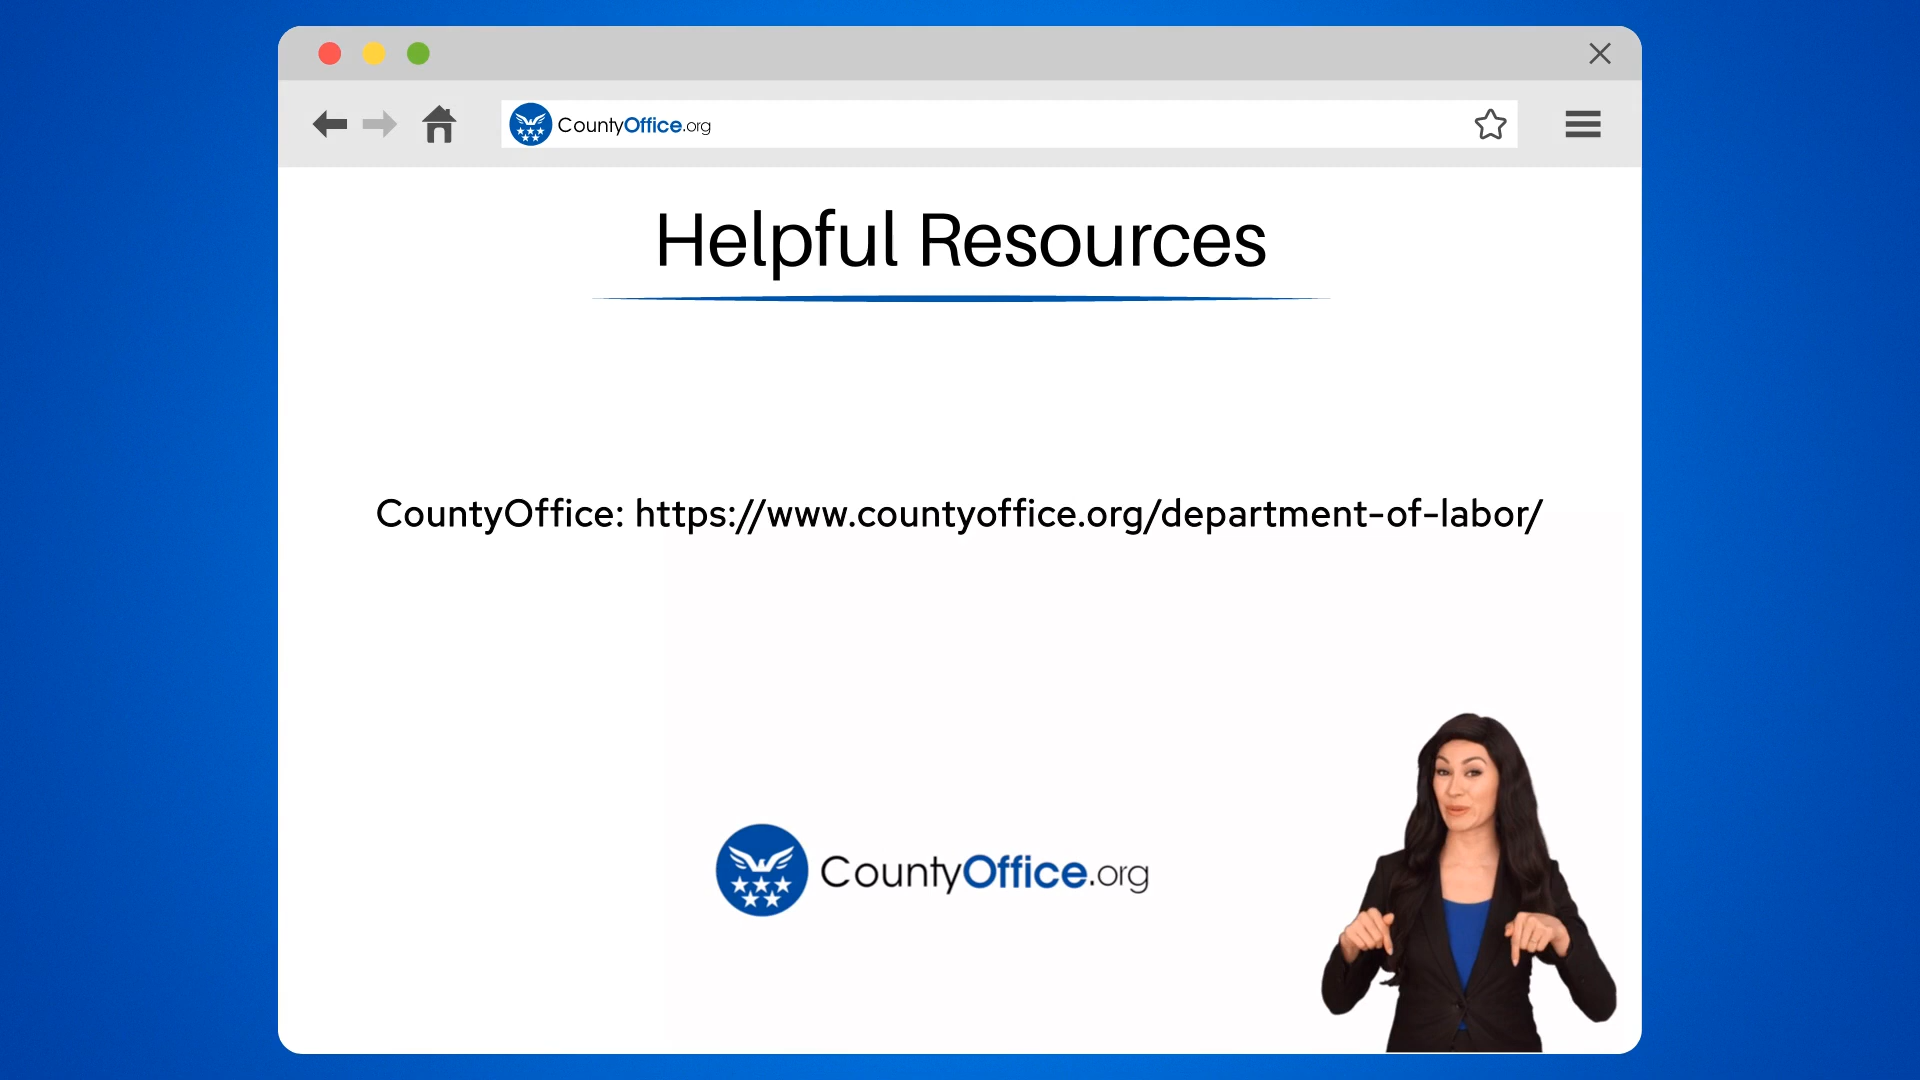 CountyOffice.org
Helpful Resources
CountyOffice: https://www.countyoffice.org/department-of-labor/
CountyOffice.org